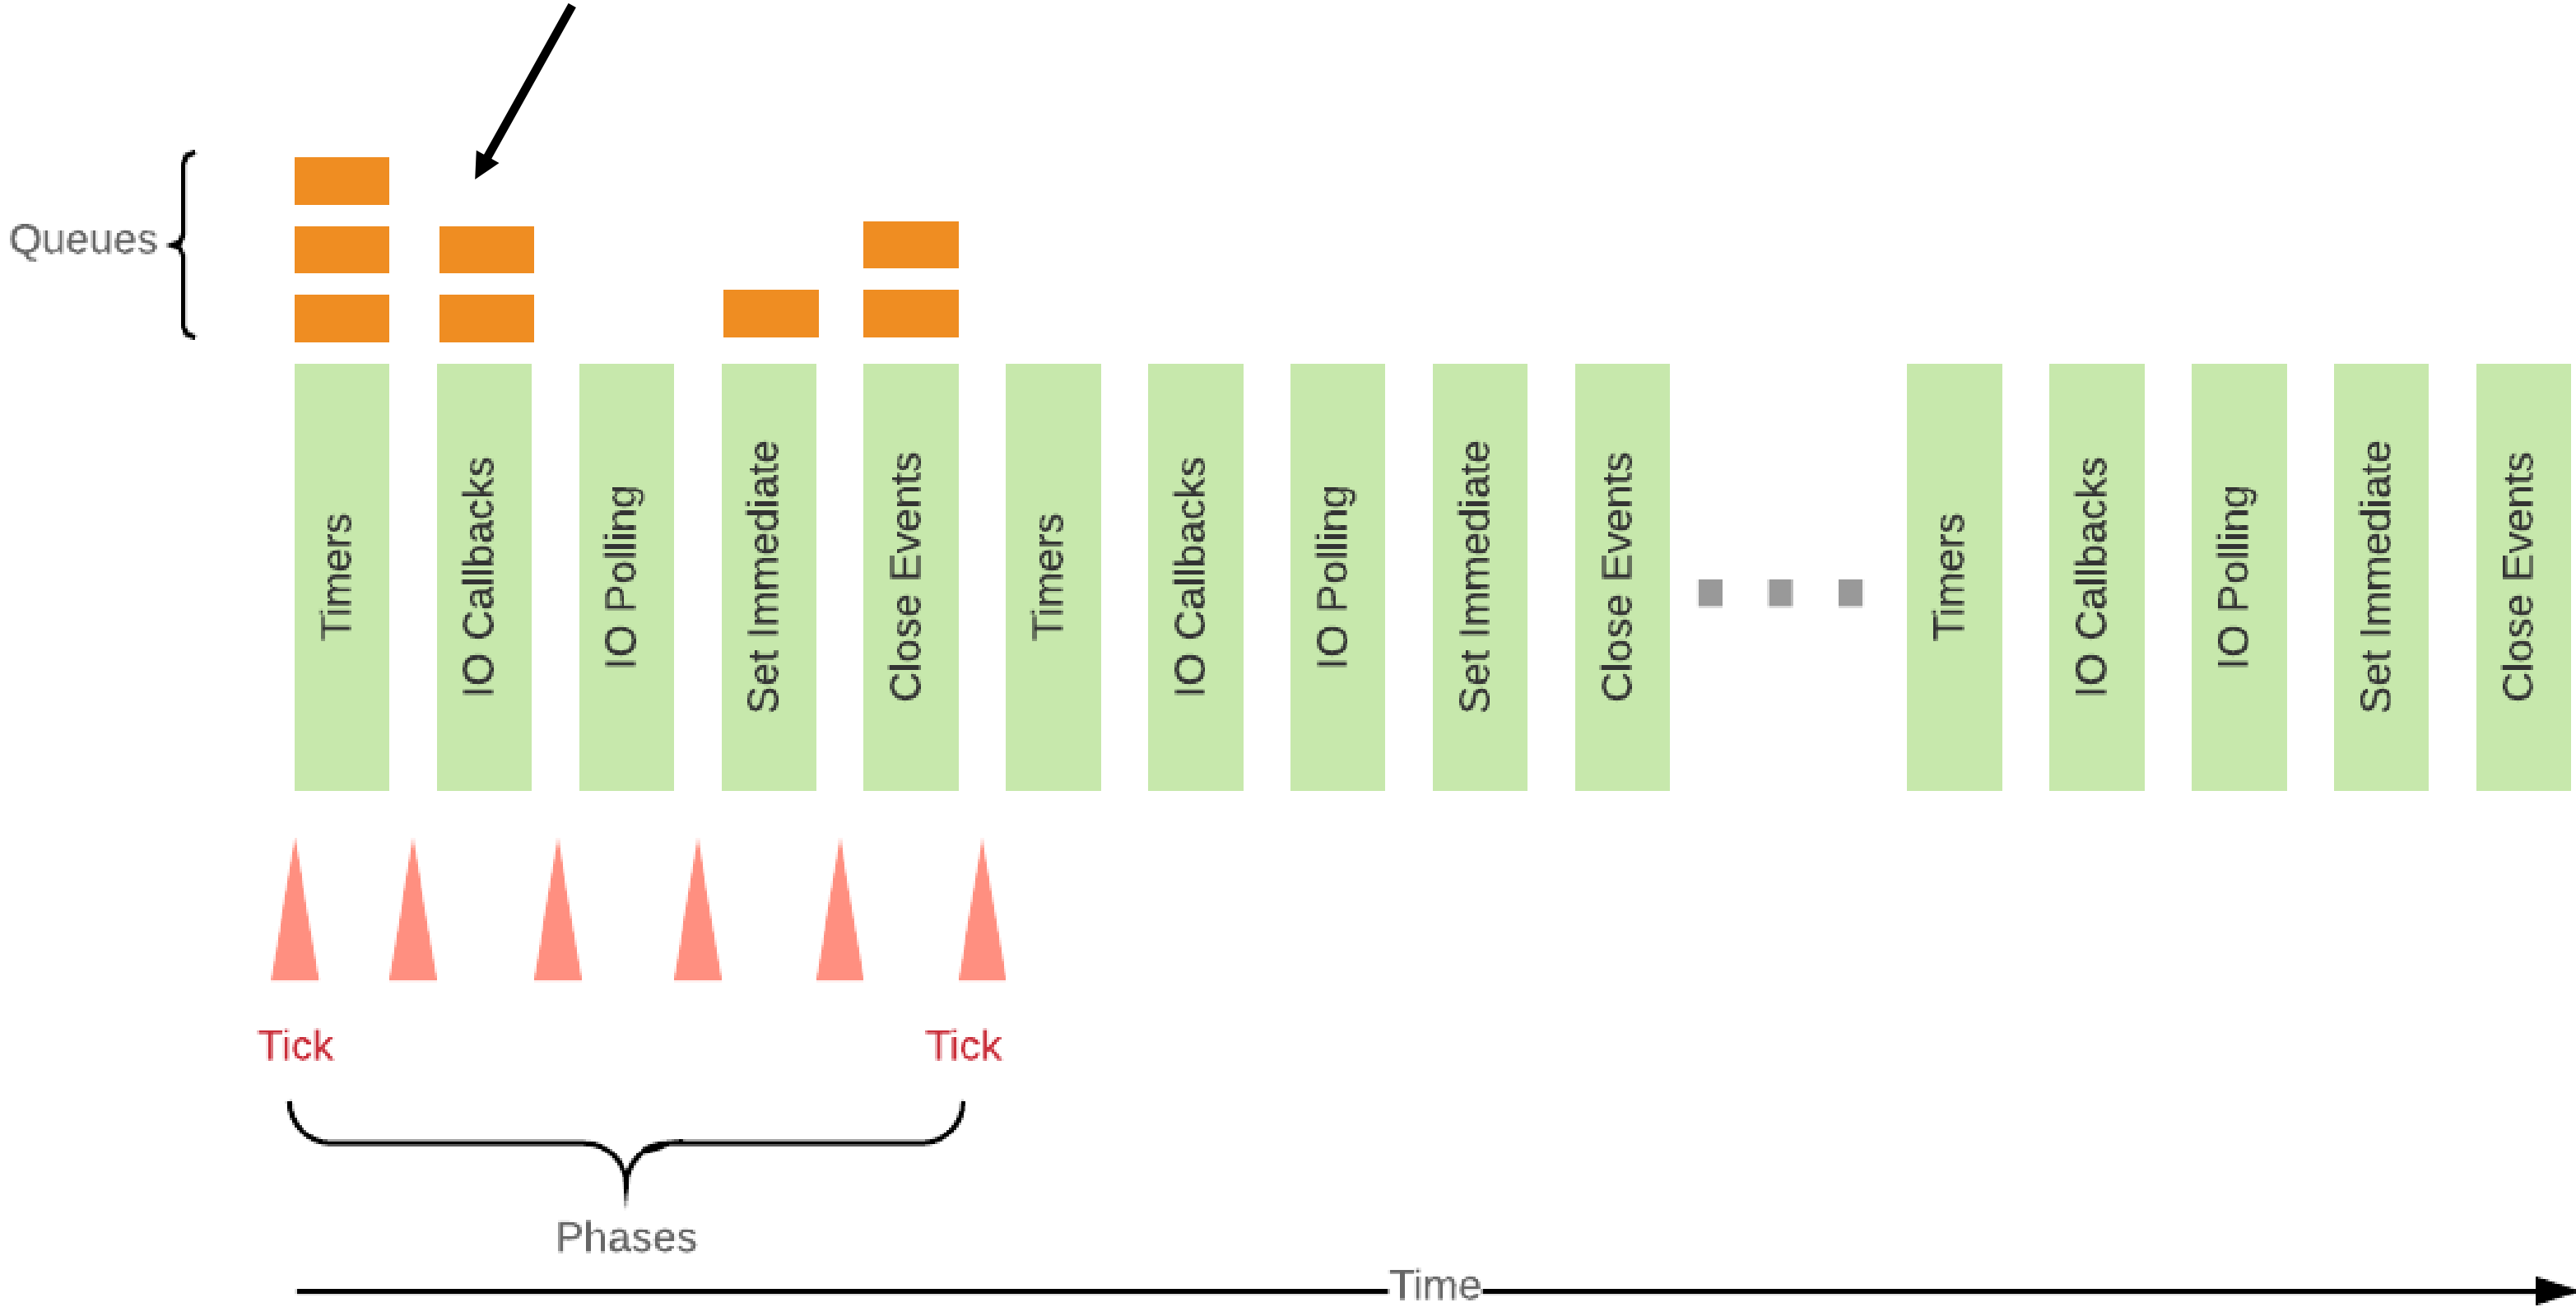 Queues
Timers
IO Callbacks
IO Polling
Set Immediate
Close Events
Timers
IO Callbacks
IO Polling
Set Immediate
Close Events
Timers
IO Callbacks
IO Polling
Set Immediate
Close Events
Tick
Tick
Phases
Time